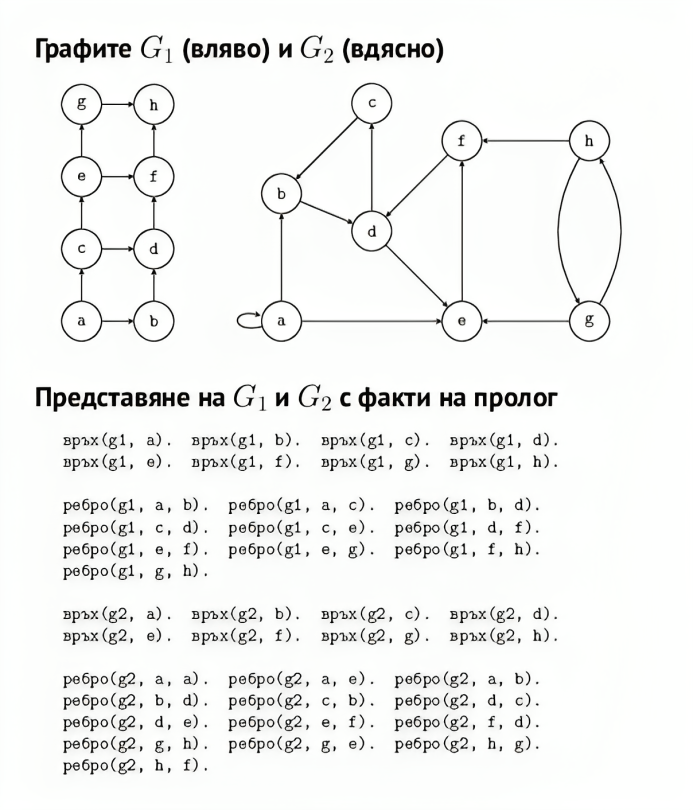 Графите G₁ (вляво) и G₂ (вдясно)
g h
e f
c d
a b
c
f h
b
d
a e g
Представяне на G₁ и G₂ с факти на пролог
връх(g1, a). връх(g1, b). връх(g1, c). връх(g1, d).
връх(g1, e). връх(g1, f). връх(g1, g). връх(g1, h).
ребро(g1, a, b). ребро(g1, a, c). ребро(g1, b, d).
ребро(g1, c, d). ребро(g1, c, e). ребро(g1, d, f).
ребро(g1, e, f). ребро(g1, e, g). ребро(g1, f, h).
ребро(g1, g, h).
връх(g2, a). връх(g2, b). връх(g2, c). връх(g2, d).
връх(g2, e). връх(g2, f). връх(g2, g). връх(g2, h).
ребро(g2, a, a). ребро(g2, a, e). ребро(g2, a, b).
ребро(g2, b, d). ребро(g2, c, b). ребро(g2, d, c).
ребро(g2, d, e). ребро(g2, e, f). ребро(g2, f, d).
ребро(g2, g, h). ребро(g2, g, e). ребро(g2, h, g).
ребро(g2, h, f).